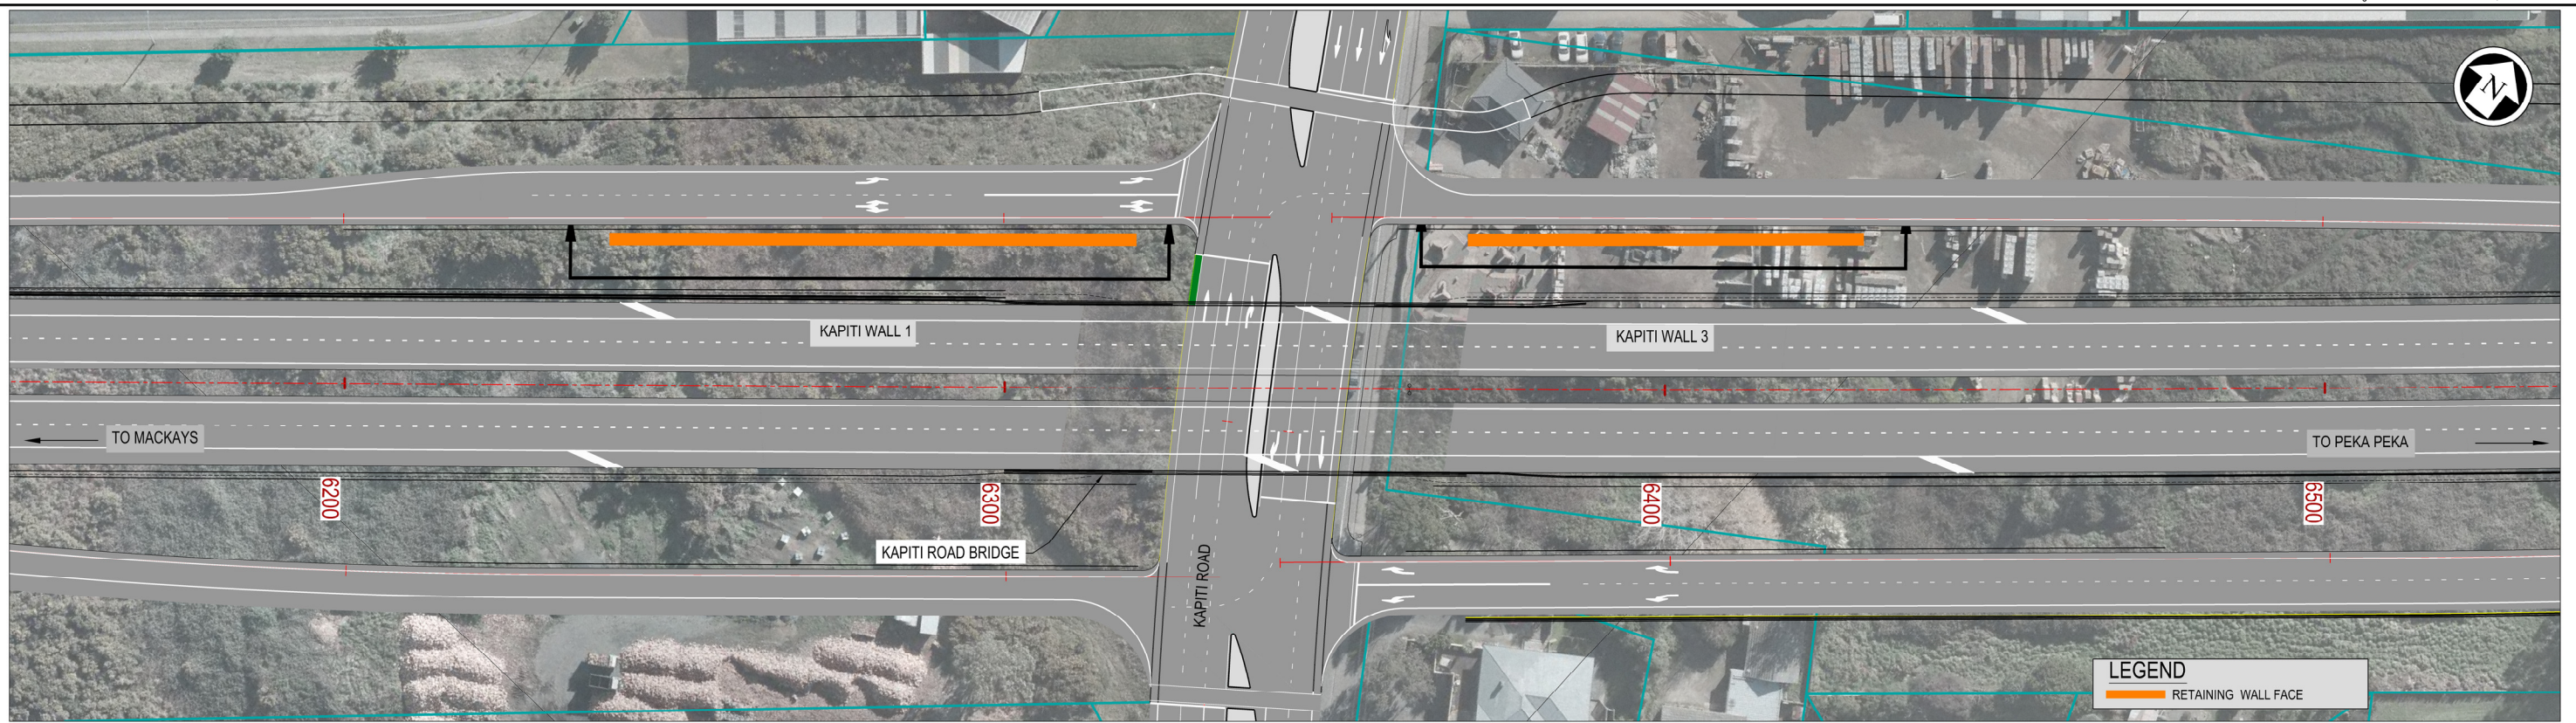 N
KAPITI WALL 1
KAPITI WALL 3
TO MACKAYS
TO PEKA PEKA
6200
6300
6400
6500
KAPITI ROAD BRIDGE
KAPITI ROAD
LEGEND
RETAINING WALL FACE